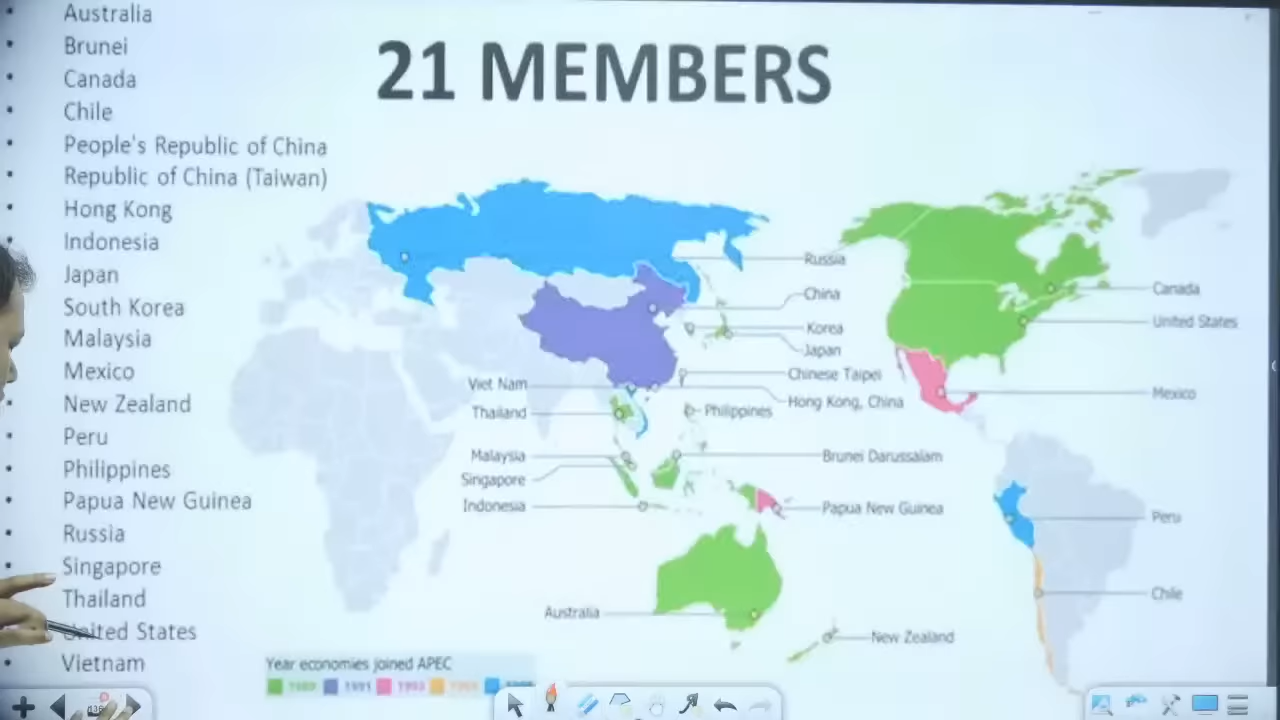 21 MEMBERS
Australia
Brunei
Canada
Chile
People's Republic of China
Republic of China (Taiwan)
Hong Kong
Indonesia
Japan
South Korea
Malaysia
Mexico
New Zealand
Peru
Philippines
Papua New Guinea
Russia
Singapore
Thailand
United States
Vietnam
Russia
China
Korea
Japan
Chinese Taipei
Hong Kong, China
Viet Nam
Thailand
Philippines
Malaysia
Singapore
Indonesia
Brunei Darussalam
Papua New Guinea
Australia
New Zealand
Canada
United States
Mexico
Peru
Chile
Year economies joined APEC
1989 1991 1993